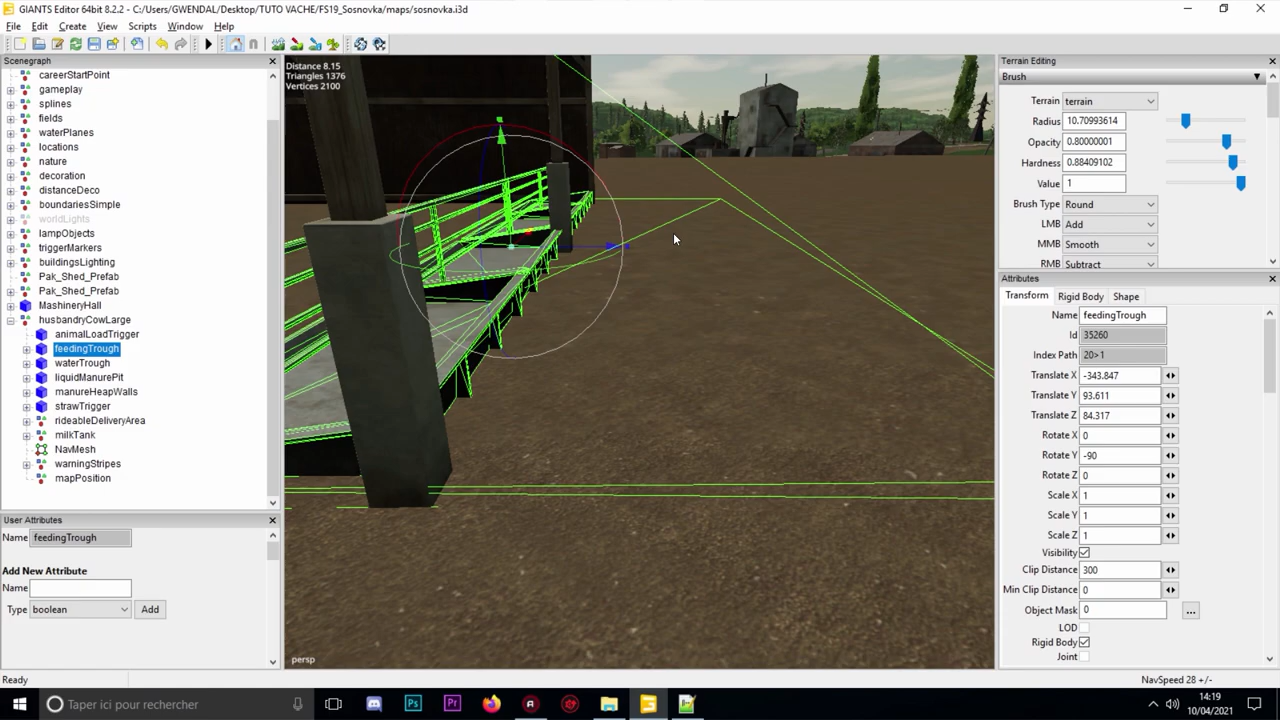 GIANTS Editor 64bit 8.2.2 - C:/Users/GWENDAL/Desktop/TUTO VACHE/FS19_Sosnovka/maps/sosnovka.i3d
File Edit Create View Scripts Window Help
Scenegraph
careerStartPoint
gameplay
splines
fields
waterPlanes
locations
nature
decoration
distanceDeco
boundariesSimple
worldLights
lampObjects
triggerMarkers
buildingsLighting
Pak_Shed_Prefab
Pak_Shed_Prefab
MashineryHall
husbandryCowLarge
animalLoadTrigger
feedingTrough
waterTrough
liquidManurePit
manureHeapWalls
strawTrigger
rideableDeliveryArea
milkTank
NavMesh
warningStripes
mapPosition
User Attributes
Name feedingTrough
Add New Attribute
Name
Type boolean Add
Distance 8.15
Triangles 1376
Vertices 2100
persp
Terrain Editing
Brush
Terrain: terrain
Radius 10.70993614
Opacity 0.80000001
Hardness 0.88409102
Value 1
Brush Type Round
LMB Add
MMB Smooth
RMB Subtract
Attributes
Transform Rigid Body Shape
Name feedingTrough
Id 35260
Index Path 20>1
Translate X -343.847
Translate Y 93.611
Translate Z 84.317
Rotate X 0
Rotate Y -90
Rotate Z 0
Scale X 1
Scale Y 1
Scale Z 1
Visibility
Clip Distance 300
Min Clip Distance 0
Object Mask 0 ...
LOD
Rigid Body
Joint
Ready
NavSpeed 28 +/-
Taper ici pour rechercher
14:19
10/04/2021